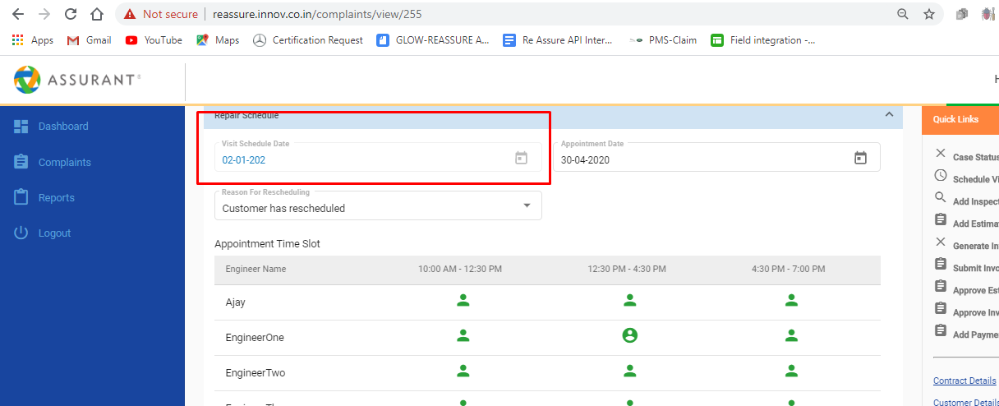 Not secure | reassure.innov.co.in/complaints/view/255
Apps Gmail YouTube Maps Certification Request GLOW-REASSURE A... Re Assure API Inter... PMS-Claim Field integration -...
ASSURANT
H
Dashboard
Complaints
Reports
Logout
Repair Schedule
Visit Schedule Date
02-01-202
Appointment Date
30-04-2020
Reason For Rescheduling
Customer has rescheduled
Appointment Time Slot
Engineer Name 10:00 AM - 12:30 PM 12:30 PM - 4:30 PM 4:30 PM - 7:00 PM
Ajay
EngineerOne
EngineerTwo
Quick Links
Case Status
Schedule Vi
Add Inspect
Add Estima
Generate In
Submit Invo
Approve Est
Approve Inv
Add Payme
Contract Details
Customer Details